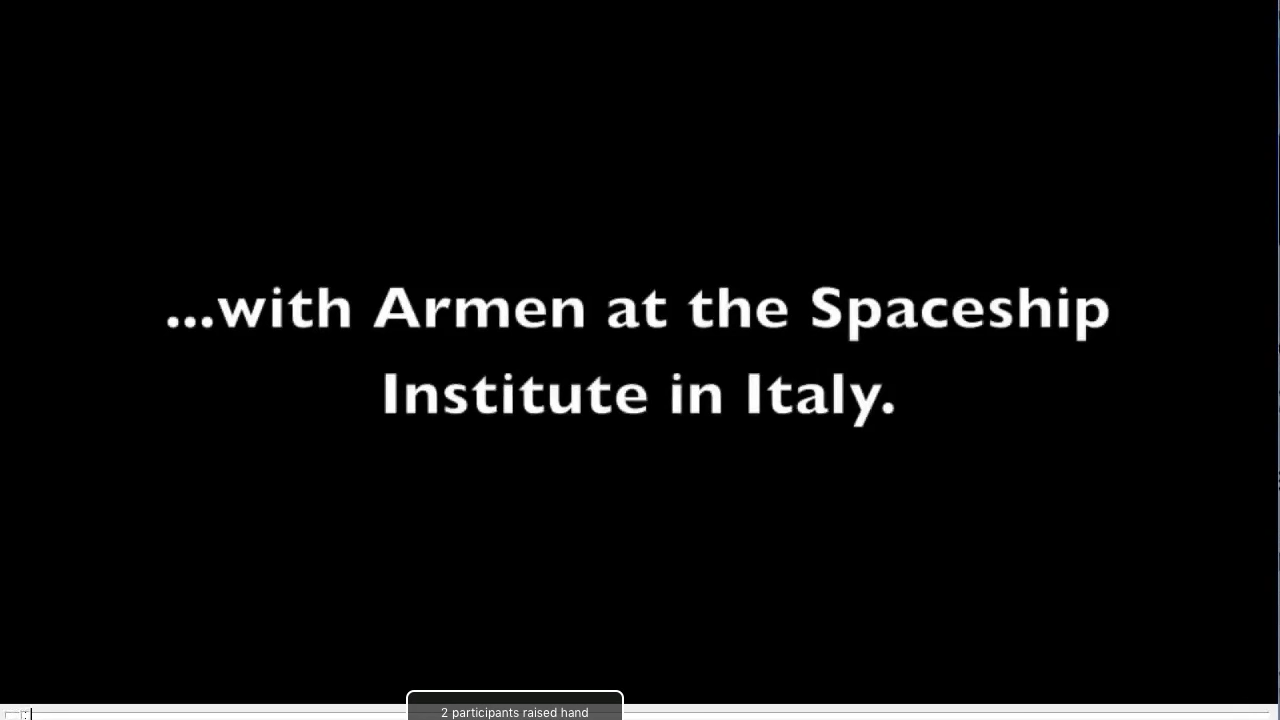 ...with Armen at the Spaceship
Institute in Italy.
2 participants raised hand